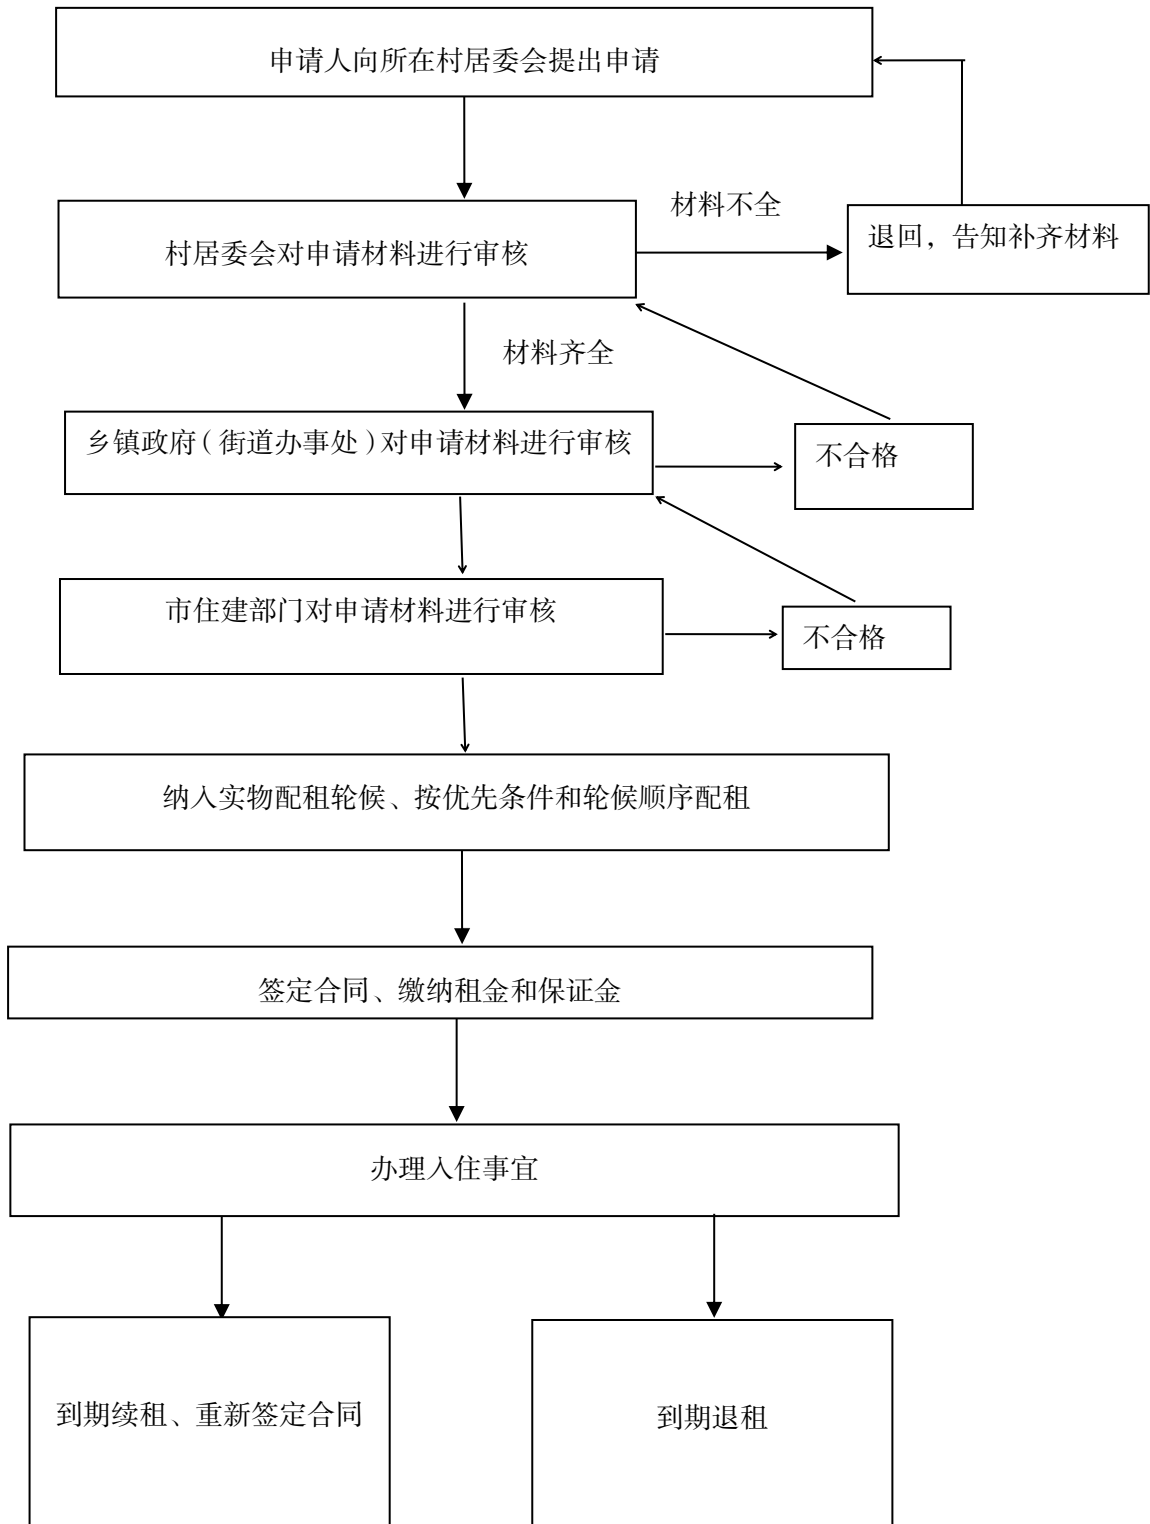 申请人向所在村居委会提出申请
材料不全
退回，告知补齐材料
村居委会对申请材料进行审核
材料齐全
乡镇政府（街道办事处）对申请材料进行审核
不合格
市住建部门对申请材料进行审核
不合格
纳入实物配租轮候、按优先条件和轮候顺序配租
签定合同、缴纳租金和保证金
办理入住事宜
到期续租、重新签定合同
到期退租